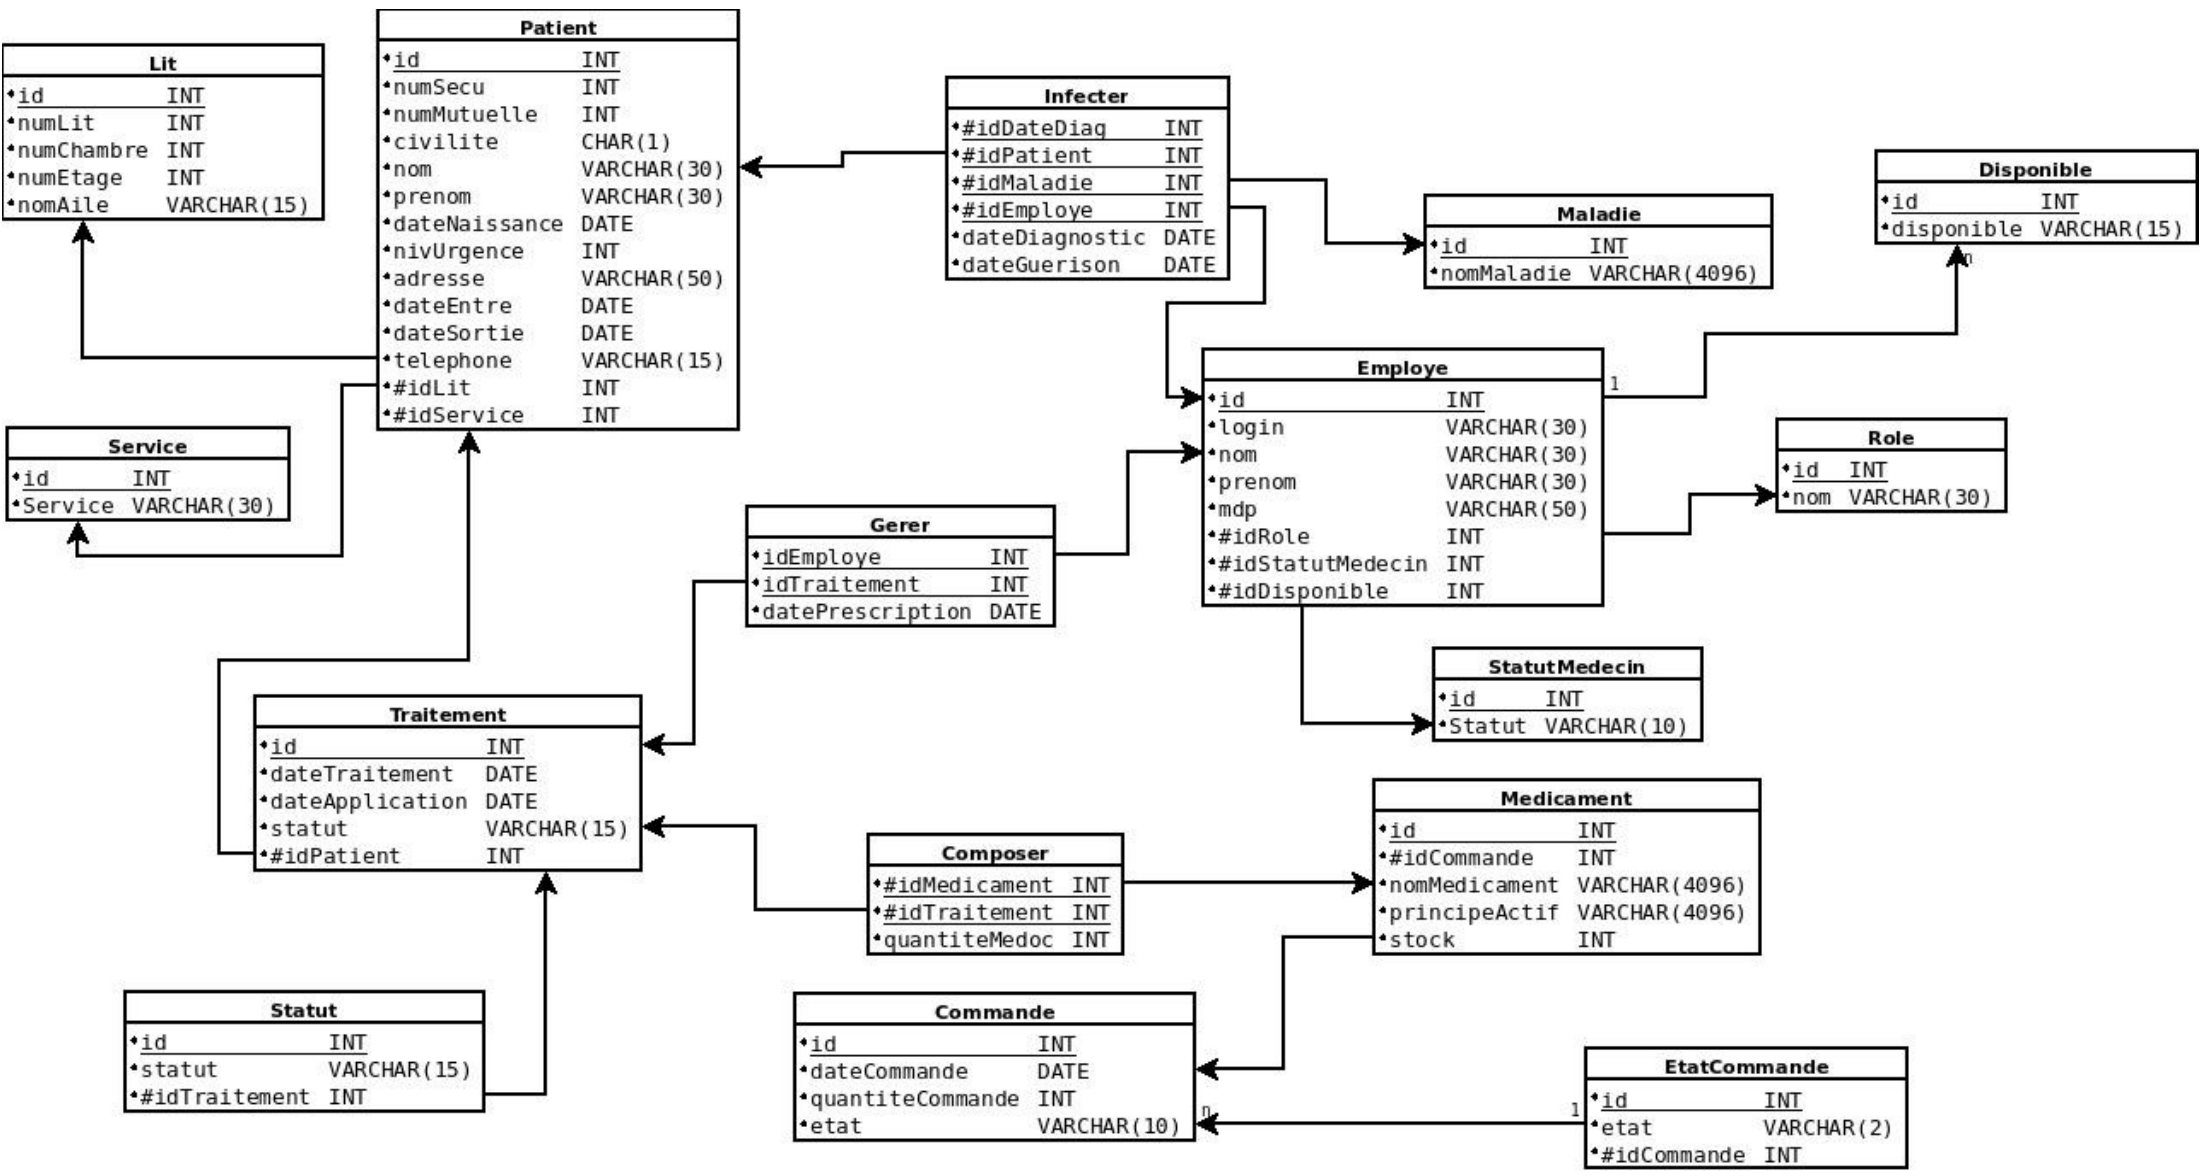 Patient
id INT
numSecu INT
numMutuelle INT
civilite CHAR(1)
nom VARCHAR(30)
prenom VARCHAR(30)
dateNaissance DATE
nivUrgence INT
adresse VARCHAR(50)
dateEntre DATE
dateSortie DATE
telephone VARCHAR(15)
#idLit INT
#idService INT
Lit
id INT
numLit INT
numChambre INT
numEtage INT
nomAile VARCHAR(15)
Infecter
#idDateDiag INT
#idPatient INT
#idMaladie INT
#idEmploye INT
dateDiagnostic DATE
dateGuerison DATE
Maladie
id INT
nomMaladie VARCHAR(4096)
Disponible
id INT
disponible VARCHAR(15)
n
Employe
1
id INT
login VARCHAR(30)
nom VARCHAR(30)
prenom VARCHAR(30)
mdp VARCHAR(50)
#idRole INT
#idStatutMedecin INT
#idDisponible INT
Role
id INT
nom VARCHAR(30)
Service
id INT
Service VARCHAR(30)
Gerer
idEmploye INT
idTraitement INT
datePrescription DATE
StatutMedecin
id INT
Statut VARCHAR(10)
Traitement
id INT
dateTraitement DATE
dateApplication DATE
statut VARCHAR(15)
#idPatient INT
Medicament
id INT
#idCommande INT
nomMedicament VARCHAR(4096)
principeActif VARCHAR(4096)
stock INT
Composer
#idMedicament INT
#idTraitement INT
quantiteMedoc INT
Statut
id INT
statut VARCHAR(15)
#idTraitement INT
Commande
id INT
dateCommande DATE
quantiteCommande INT
etat VARCHAR(10)
n
1
EtatCommande
id INT
etat VARCHAR(2)
#idCommande INT